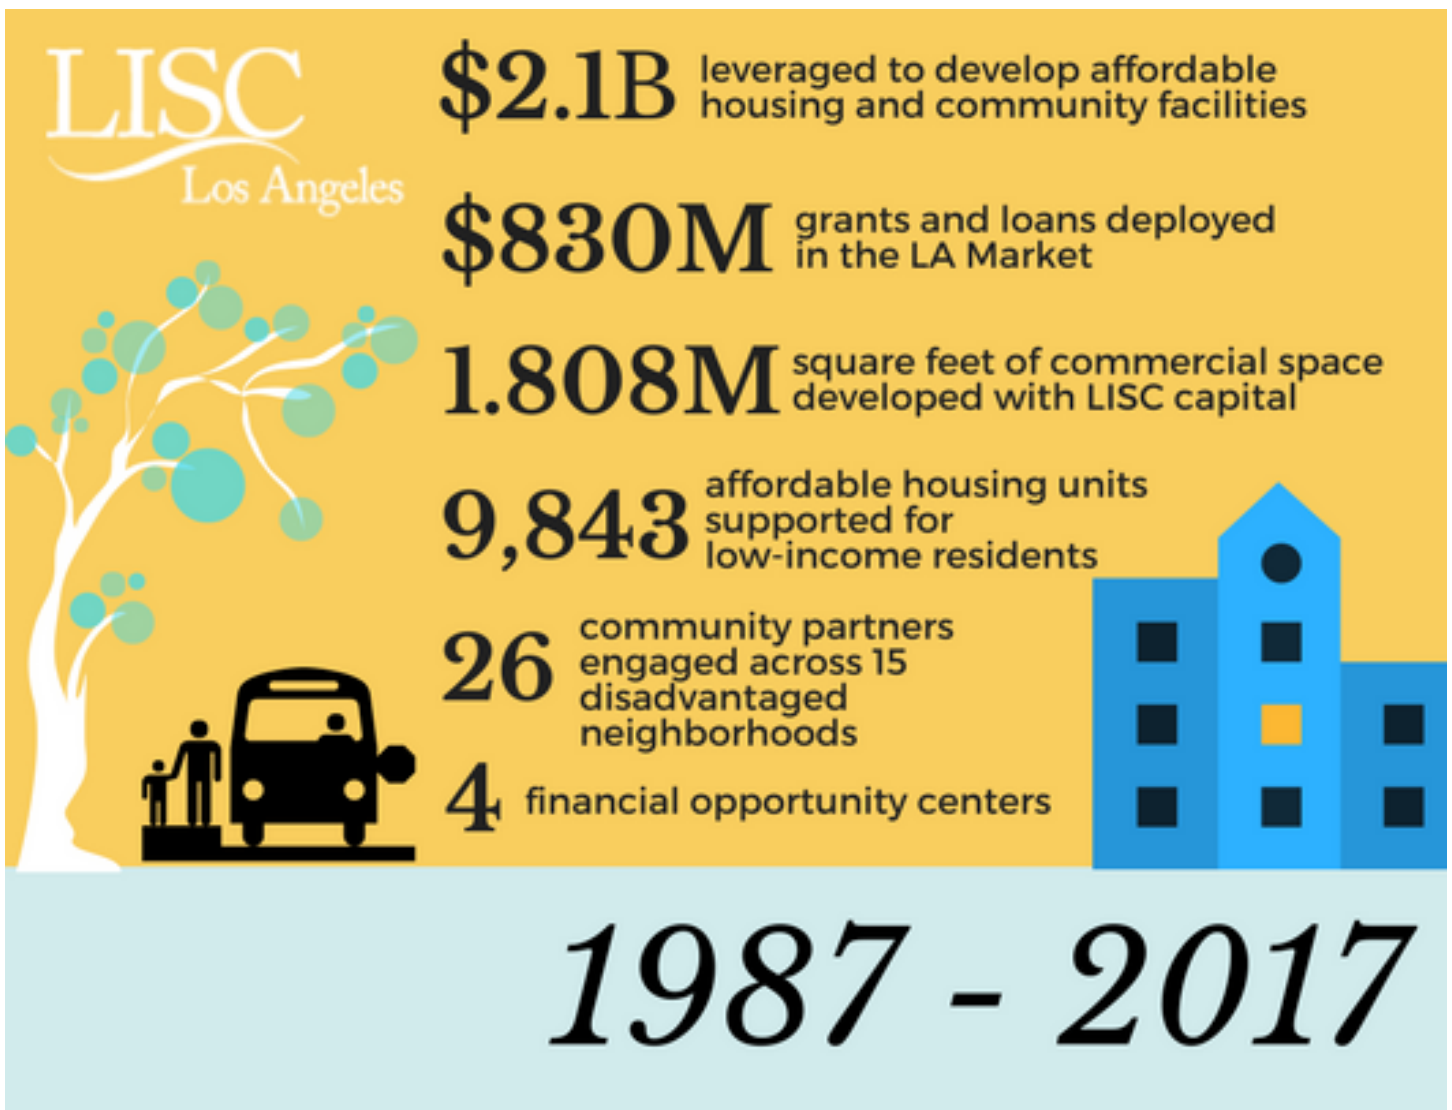 LISC
Los Angeles
$2.1B leveraged to develop affordable
housing and community facilities
$830M grants and loans deployed
in the LA Market
1.808M square feet of commercial space
developed with LISC capital
9,843 affordable housing units
supported for
low-income residents
26 community partners
engaged across 15
disadvantaged
neighborhoods
4 financial opportunity centers
1987 - 2017